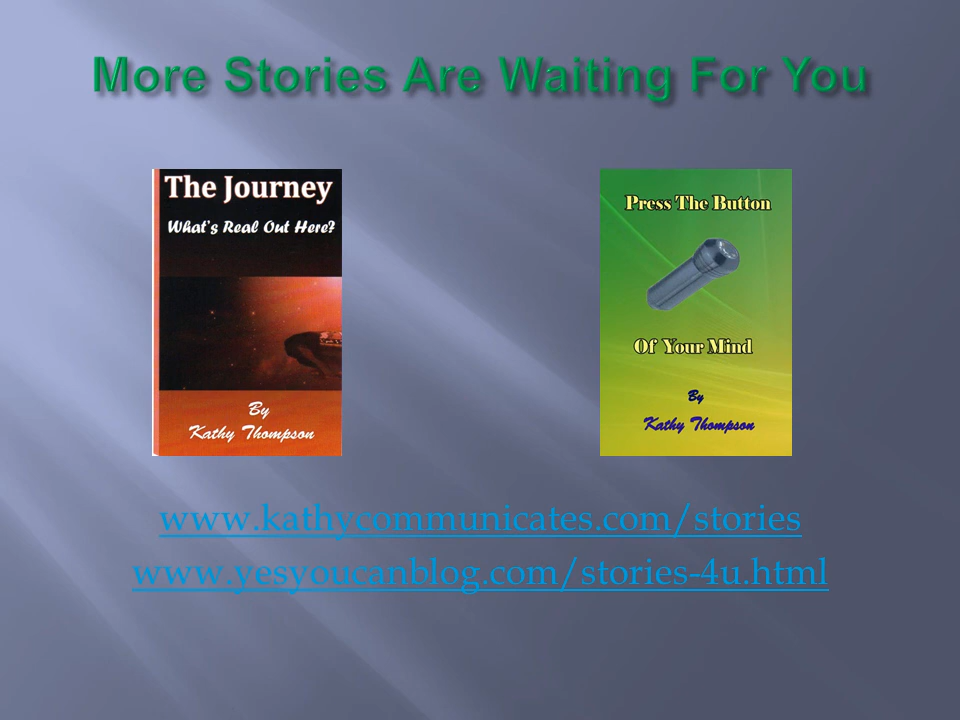 More Stories Are Waiting For You
The Journey
What's Real Out Here?
By
Kathy Thompson
Press The Button
Of Your Mind
By
Kathy Thompson
www.kathycommunicates.com/stories
www.yesyoucanblog.com/stories-4u.html